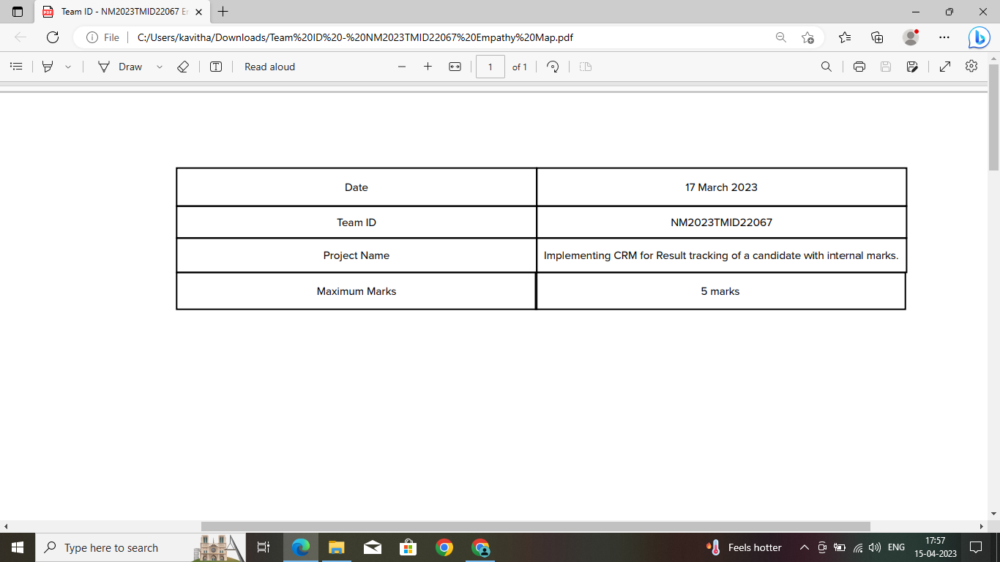 Team ID - NM2023TMID22067 Em
File
C:/Users/kavitha/Downloads/Team%20ID%20-%20NM2023TMID22067%20Empathy%20Map.pdf
Draw
Read aloud
1
of 1
Date
17 March 2023
Team ID
NM2023TMID22067
Project Name
Implementing CRM for Result tracking of a candidate with internal marks.
Maximum Marks
5 marks
Type here to search
Feels hotter
ENG
17:57
15-04-2023